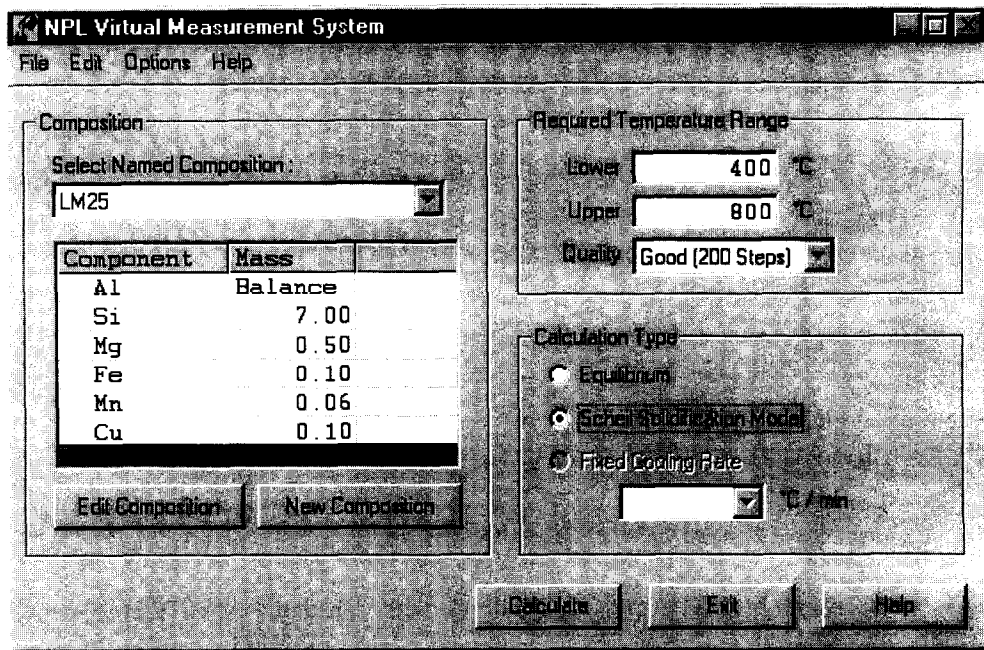 NPL Virtual Measurement System
File Edit Options Help
Composition
Select Named Composition :
LM25
Component Mass
Al Balance
Si 7.00
Mg 0.50
Fe 0.10
Mn 0.06
Cu 0.10
Edit Composition New Composition
Required Temperature Range
Lower 400 °C
Upper 800 °C
Quality Good (200 Steps)
Calculation Type
Equilibrium
Scheil Solidification Model
Fixed Cooling Rate
°C / min
Calculate Exit Help